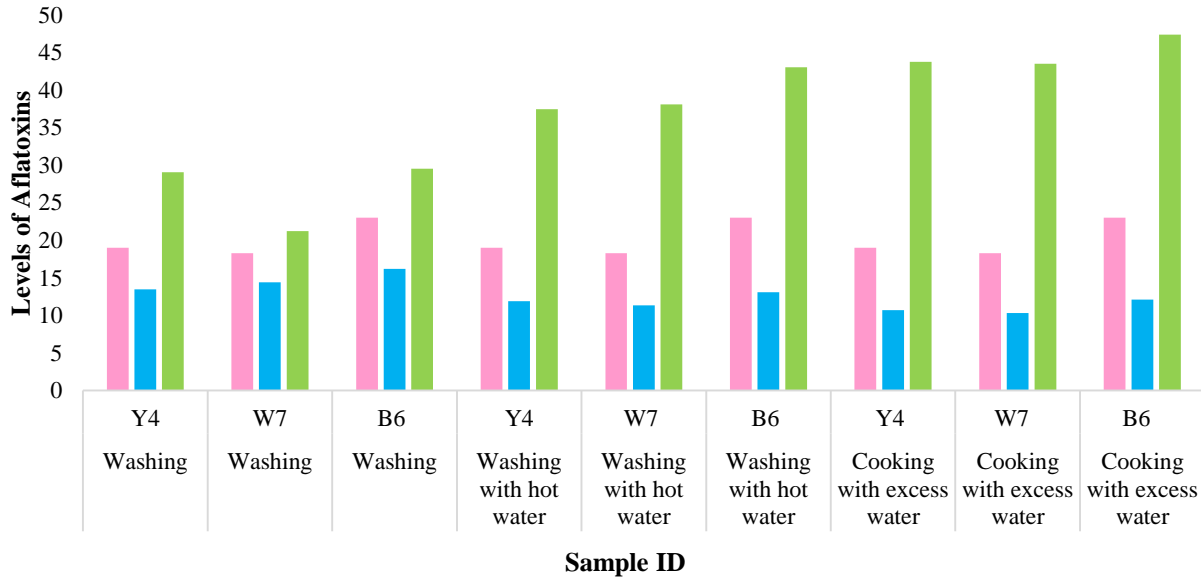 Levels of Aflatoxins
50
45
40
35
30
25
20
15
10
5
0
Y4 W7 B6 Y4 W7 B6 Y4 W7 B6
Washing Washing Washing Washing with hot water Washing with hot water Washing with hot water Cooking with excess water Cooking with excess water Cooking with excess water
Sample ID